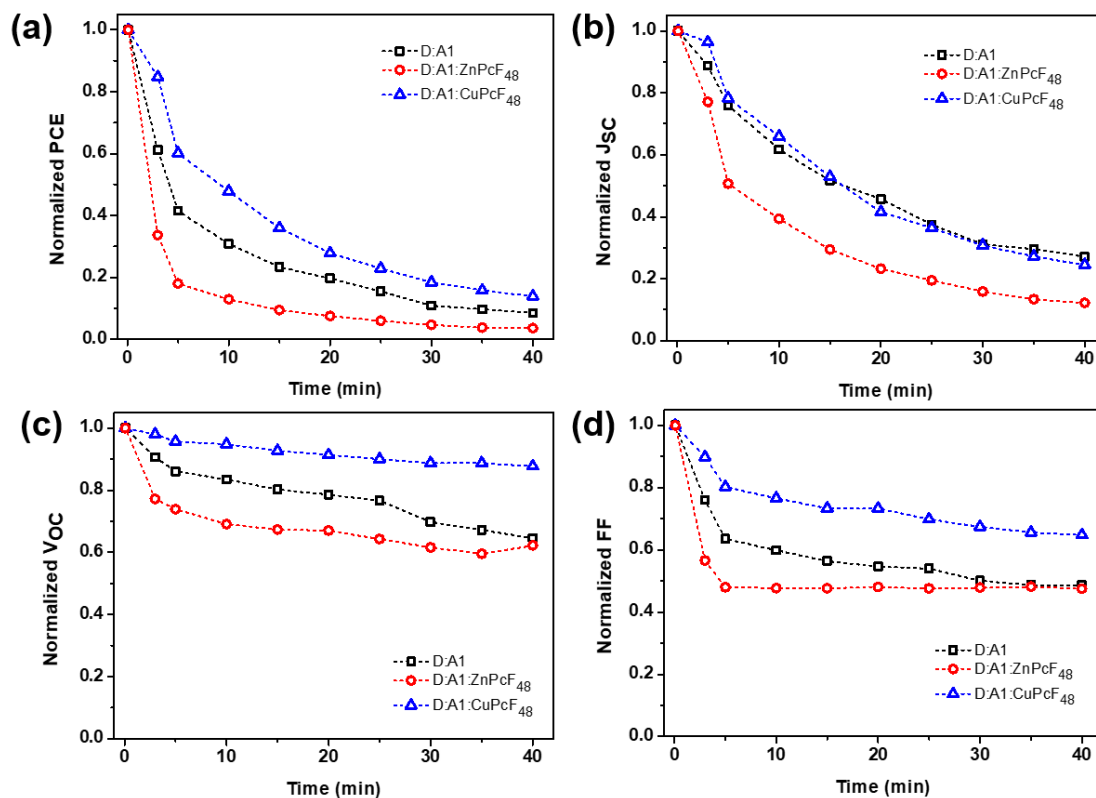 (a)
Normalized PCE
1.0
0.8
0.6
0.4
0.2
0.0
D:A1
D:A1:ZnPcF48
D:A1:CuPcF48
0 10 20 30 40
Time (min)
(b)
Normalized JSC
1.0
0.8
0.6
0.4
0.2
0.0
D:A1
D:A1:ZnPcF48
D:A1:CuPcF48
0 10 20 30 40
Time (min)
(c)
Normalized VOC
1.0
0.8
0.6
0.4
0.2
0.0
D:A1
D:A1:ZnPcF48
D:A1:CuPcF48
0 10 20 30 40
Time (min)
(d)
Normalized FF
1.0
0.8
0.6
0.4
0.2
0.0
D:A1
D:A1:ZnPcF48
D:A1:CuPcF48
0 10 20 30 40
Time (min)